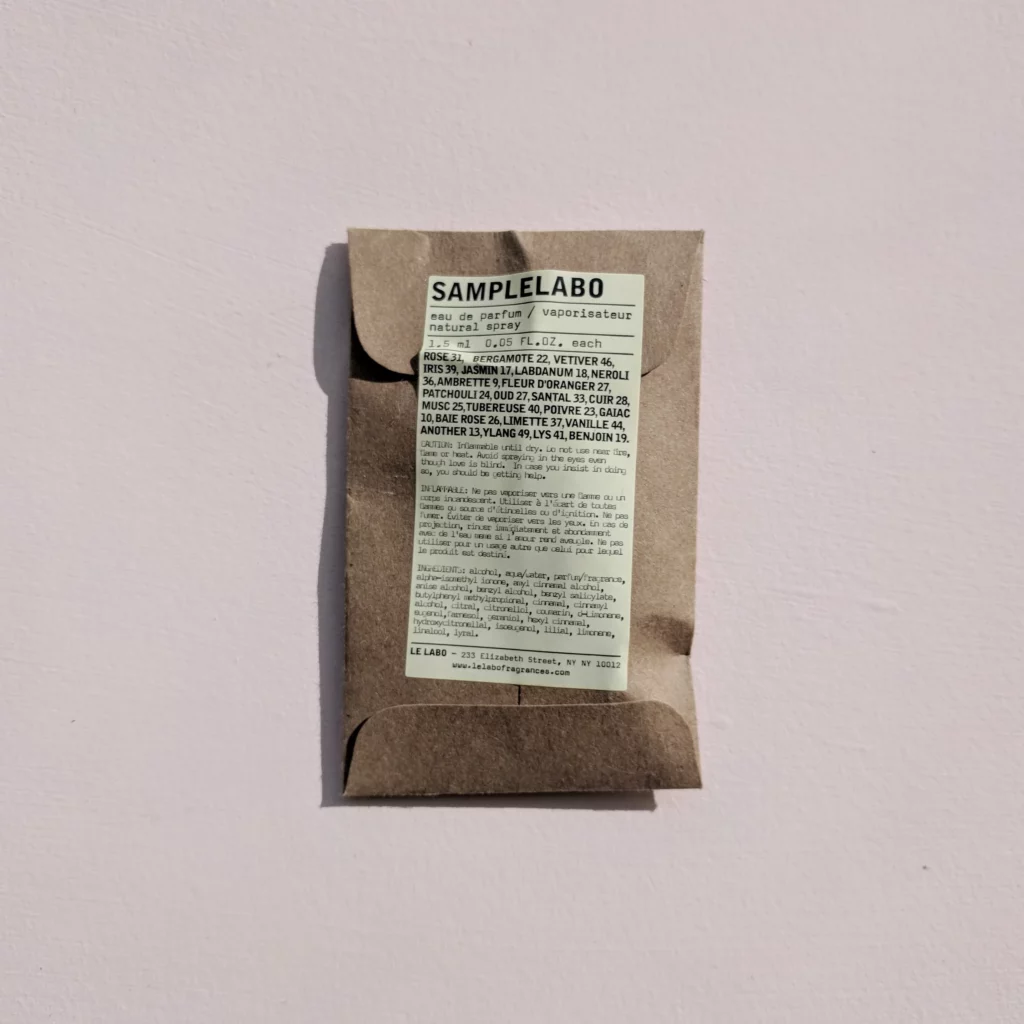 SAMPLELABO
eau de parfum / vaporisateur
natural spray
1.5 ml 0.05 FL.OZ. each
ROSE 31, BERGAMOTE 22, VETIVER 46,
IRIS 39, JASMIN 17, LABDANUM 18, NEROLI
36, AMBRETTE 9, FLEUR D'ORANGER 27,
PATCHOULI 24, OUD 27, SANTAL 33, CUIR 28,
MUSC 25, TUBEREUSE 40, POIVRE 23, GAIAC
10, BAIE ROSE 26, LIMETTE 37, VANILLE 44,
ANOTHER 13, YLANG 49, LYS 41, BENJOIN 19.
CAUTION: Inflammable until dry. Do not use near fire,
flame or heat. Avoid spraying in the eyes even
though love is blind. In case you insist in doing
so, you should be getting help.
INFLAMMABLE: Ne pas vaporiser vers une flamme ou un
corps incandescent. Utiliser à l'écart de toutes
flammes ou source d'étincelles ou d'ignition. Ne pas
fumer. Éviter de vaporiser vers les yeux. En cas de
projection, rincer immédiatement et abondamment
avec de l'eau meme si l'amour rend aveugle. Ne pas
utiliser pour un usage autre que celui pour lequel
le produit est destiné.
INGREDIENTS: alcohol, aqua/water, parfum/fragrance,
alpha-isomethyl ionone, amyl cinnamal alcohol,
anise alcohol, benzyl alcohol, benzyl salicylate,
butylphenyl methylpropional, cinnamal, cinnamyl
alcohol, citral, citronellol, coumarin, d-limonene,
eugenol, farnesol, geraniol, hexyl cinnamal,
hydroxycitronellal, isoeugenol, lilial, limonene,
linalool, lyral.
LE LABO – 233 Elizabeth Street, NY NY 10012
www.lelabofragrances.com